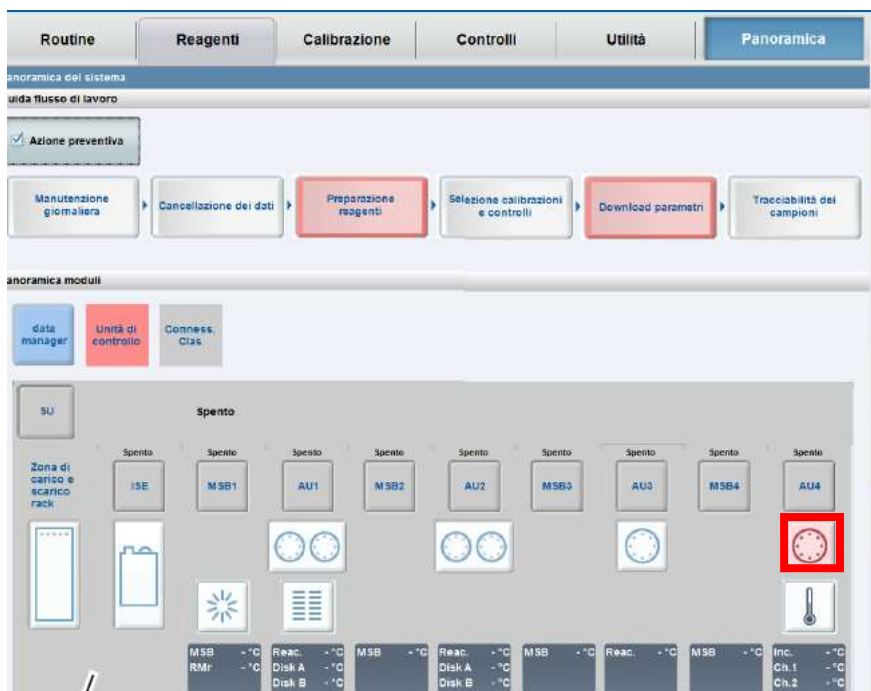 Routine Reagenti Calibrazione Controlli Utilità Panoramica
anoramica del sistema
uida flusso di lavoro
Azione preventiva
Manutenzione
giornaliera
Cancellazione dei dati
Preparazione
reagenti
Selezione calibrazioni
e controlli
Download parametri
Tracciabilità dei
campioni
anoramica moduli
data
manager
Unità di
controllo
Conness.
Clas
SU
Spento
Zona di
carico e
scarico
rack
Spento Spento Spento Spento Spento Spento Spento Spento Spento
ISE MSB1 AU1 MSB2 AU2 MSB3 AU3 MSB4 AU4
MSB - °C
RMr - °C
Reac. - °C
Disk A - °C
Disk B - °C
MSB - °C
Reac. - °C
Disk A - °C
Disk B - °C
MSB - °C
Reac. - °C
MSB - °C
Inc. - °C
Ch.1 - °C
Ch.2 - °C